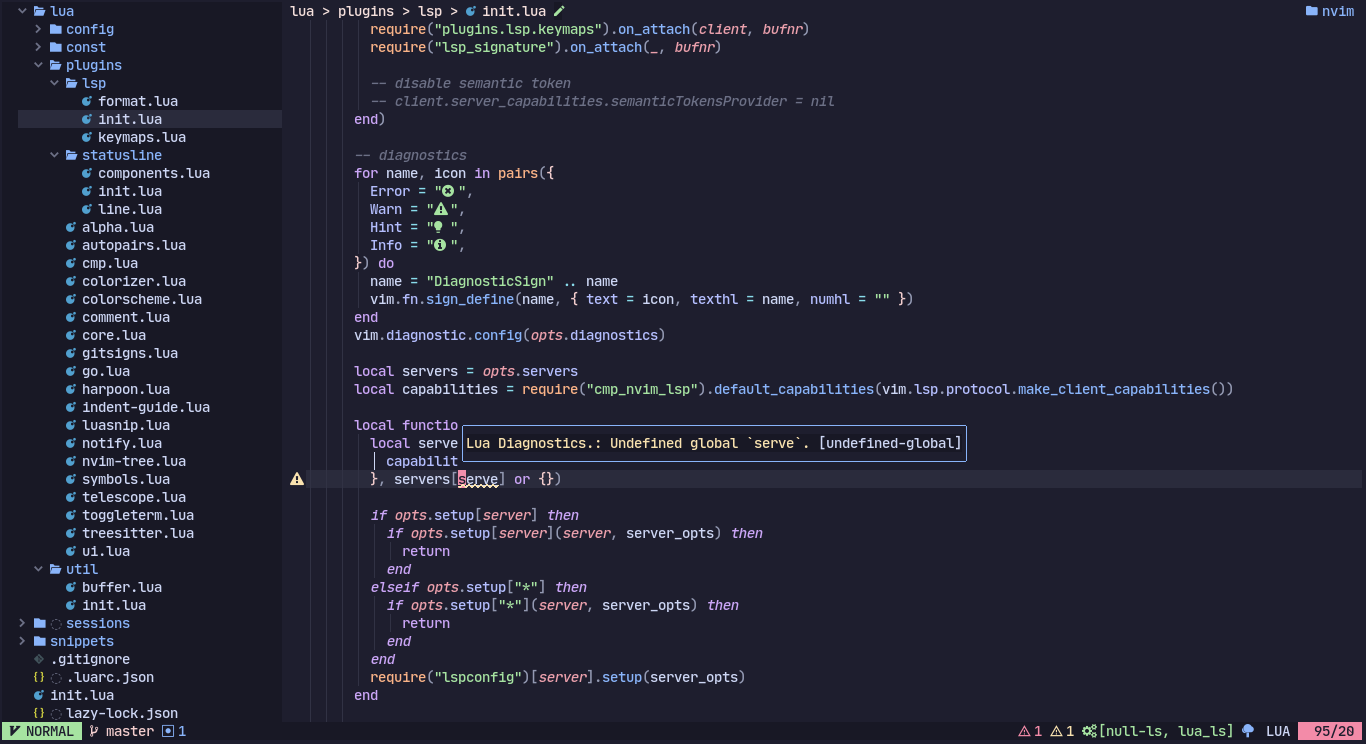 lua
config
const
plugins
lsp
format.lua
init.lua
keymaps.lua
statusline
components.lua
init.lua
line.lua
alpha.lua
autopairs.lua
cmp.lua
colorizer.lua
colorscheme.lua
comment.lua
core.lua
gitsigns.lua
go.lua
harpoon.lua
indent-guide.lua
luasnip.lua
notify.lua
nvim-tree.lua
symbols.lua
telescope.lua
toggleterm.lua
treesitter.lua
ui.lua
util
buffer.lua
init.lua
sessions
snippets
.gitignore
{} .luarc.json
init.lua
{} lazy-lock.json
lua > plugins > lsp > init.lua
nvim
require("plugins.lsp.keymaps").on_attach(client, bufnr)
require("lsp_signature").on_attach(_, bufnr)
-- disable semantic token
-- client.server_capabilities.semanticTokensProvider = nil
end)
-- diagnostics
for name, icon in pairs({
Error = " ",
Warn = " ",
Hint = " ",
Info = " ",
}) do
name = "DiagnosticSign" .. name
vim.fn.sign_define(name, { text = icon, texthl = name, numhl = "" })
end
vim.diagnostic.config(opts.diagnostics)
local servers = opts.servers
local capabilities = require("cmp_nvim_lsp").default_capabilities(vim.lsp.protocol.make_client_capabilities())
local functio
local serve
Lua Diagnostics.: Undefined global `serve`. [undefined-global]
capabilit
}, servers[serve] or {})
if opts.setup[server] then
if opts.setup[server](server, server_opts) then
return
end
elseif opts.setup["*"] then
if opts.setup["*"](server, server_opts) then
return
end
end
require("lspconfig")[server].setup(server_opts)
end
NORMAL master 1
1 1 [null-ls, lua_ls] LUA 95/20